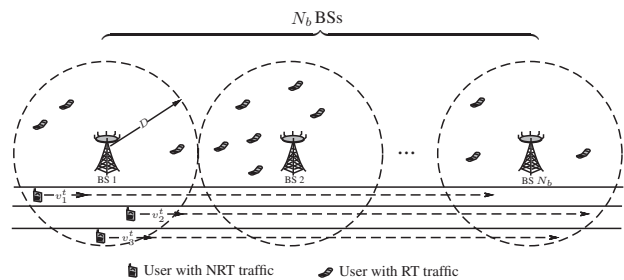 N_b BSs
D
BS 1
BS 2
...
BS N_b
v_1^t
v_2^t
v_3^t
User with NRT traffic
User with RT traffic